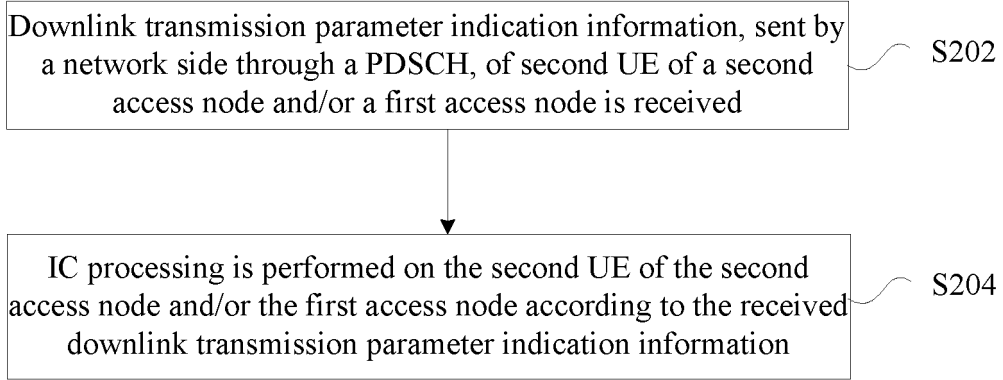 Downlink transmission parameter indication information, sent by
a network side through a PDSCH, of second UE of a second
access node and/or a first access node is received
S202
IC processing is performed on the second UE of the second
access node and/or the first access node according to the received
downlink transmission parameter indication information
S204